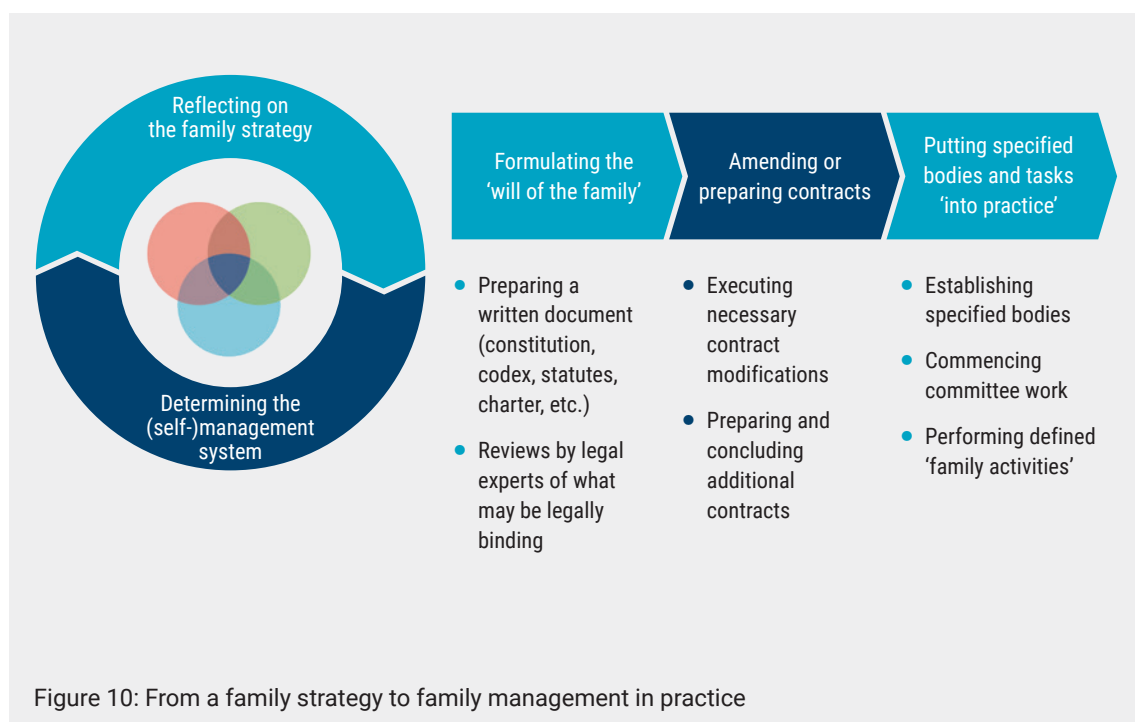 Reflecting on
the family strategy
Determining the
(self-)management
system
Formulating the
‘will of the family’
Amending or
preparing contracts
Putting specified
bodies and tasks
‘into practice’
• Preparing a
written document
(constitution,
codex, statutes,
charter, etc.)
• Reviews by legal
experts of what
may be legally
binding
• Executing
necessary
contract
modifications
• Preparing and
concluding
additional
contracts
• Establishing
specified bodies
• Commencing
committee work
• Performing defined
‘family activities’
Figure 10: From a family strategy to family management in practice